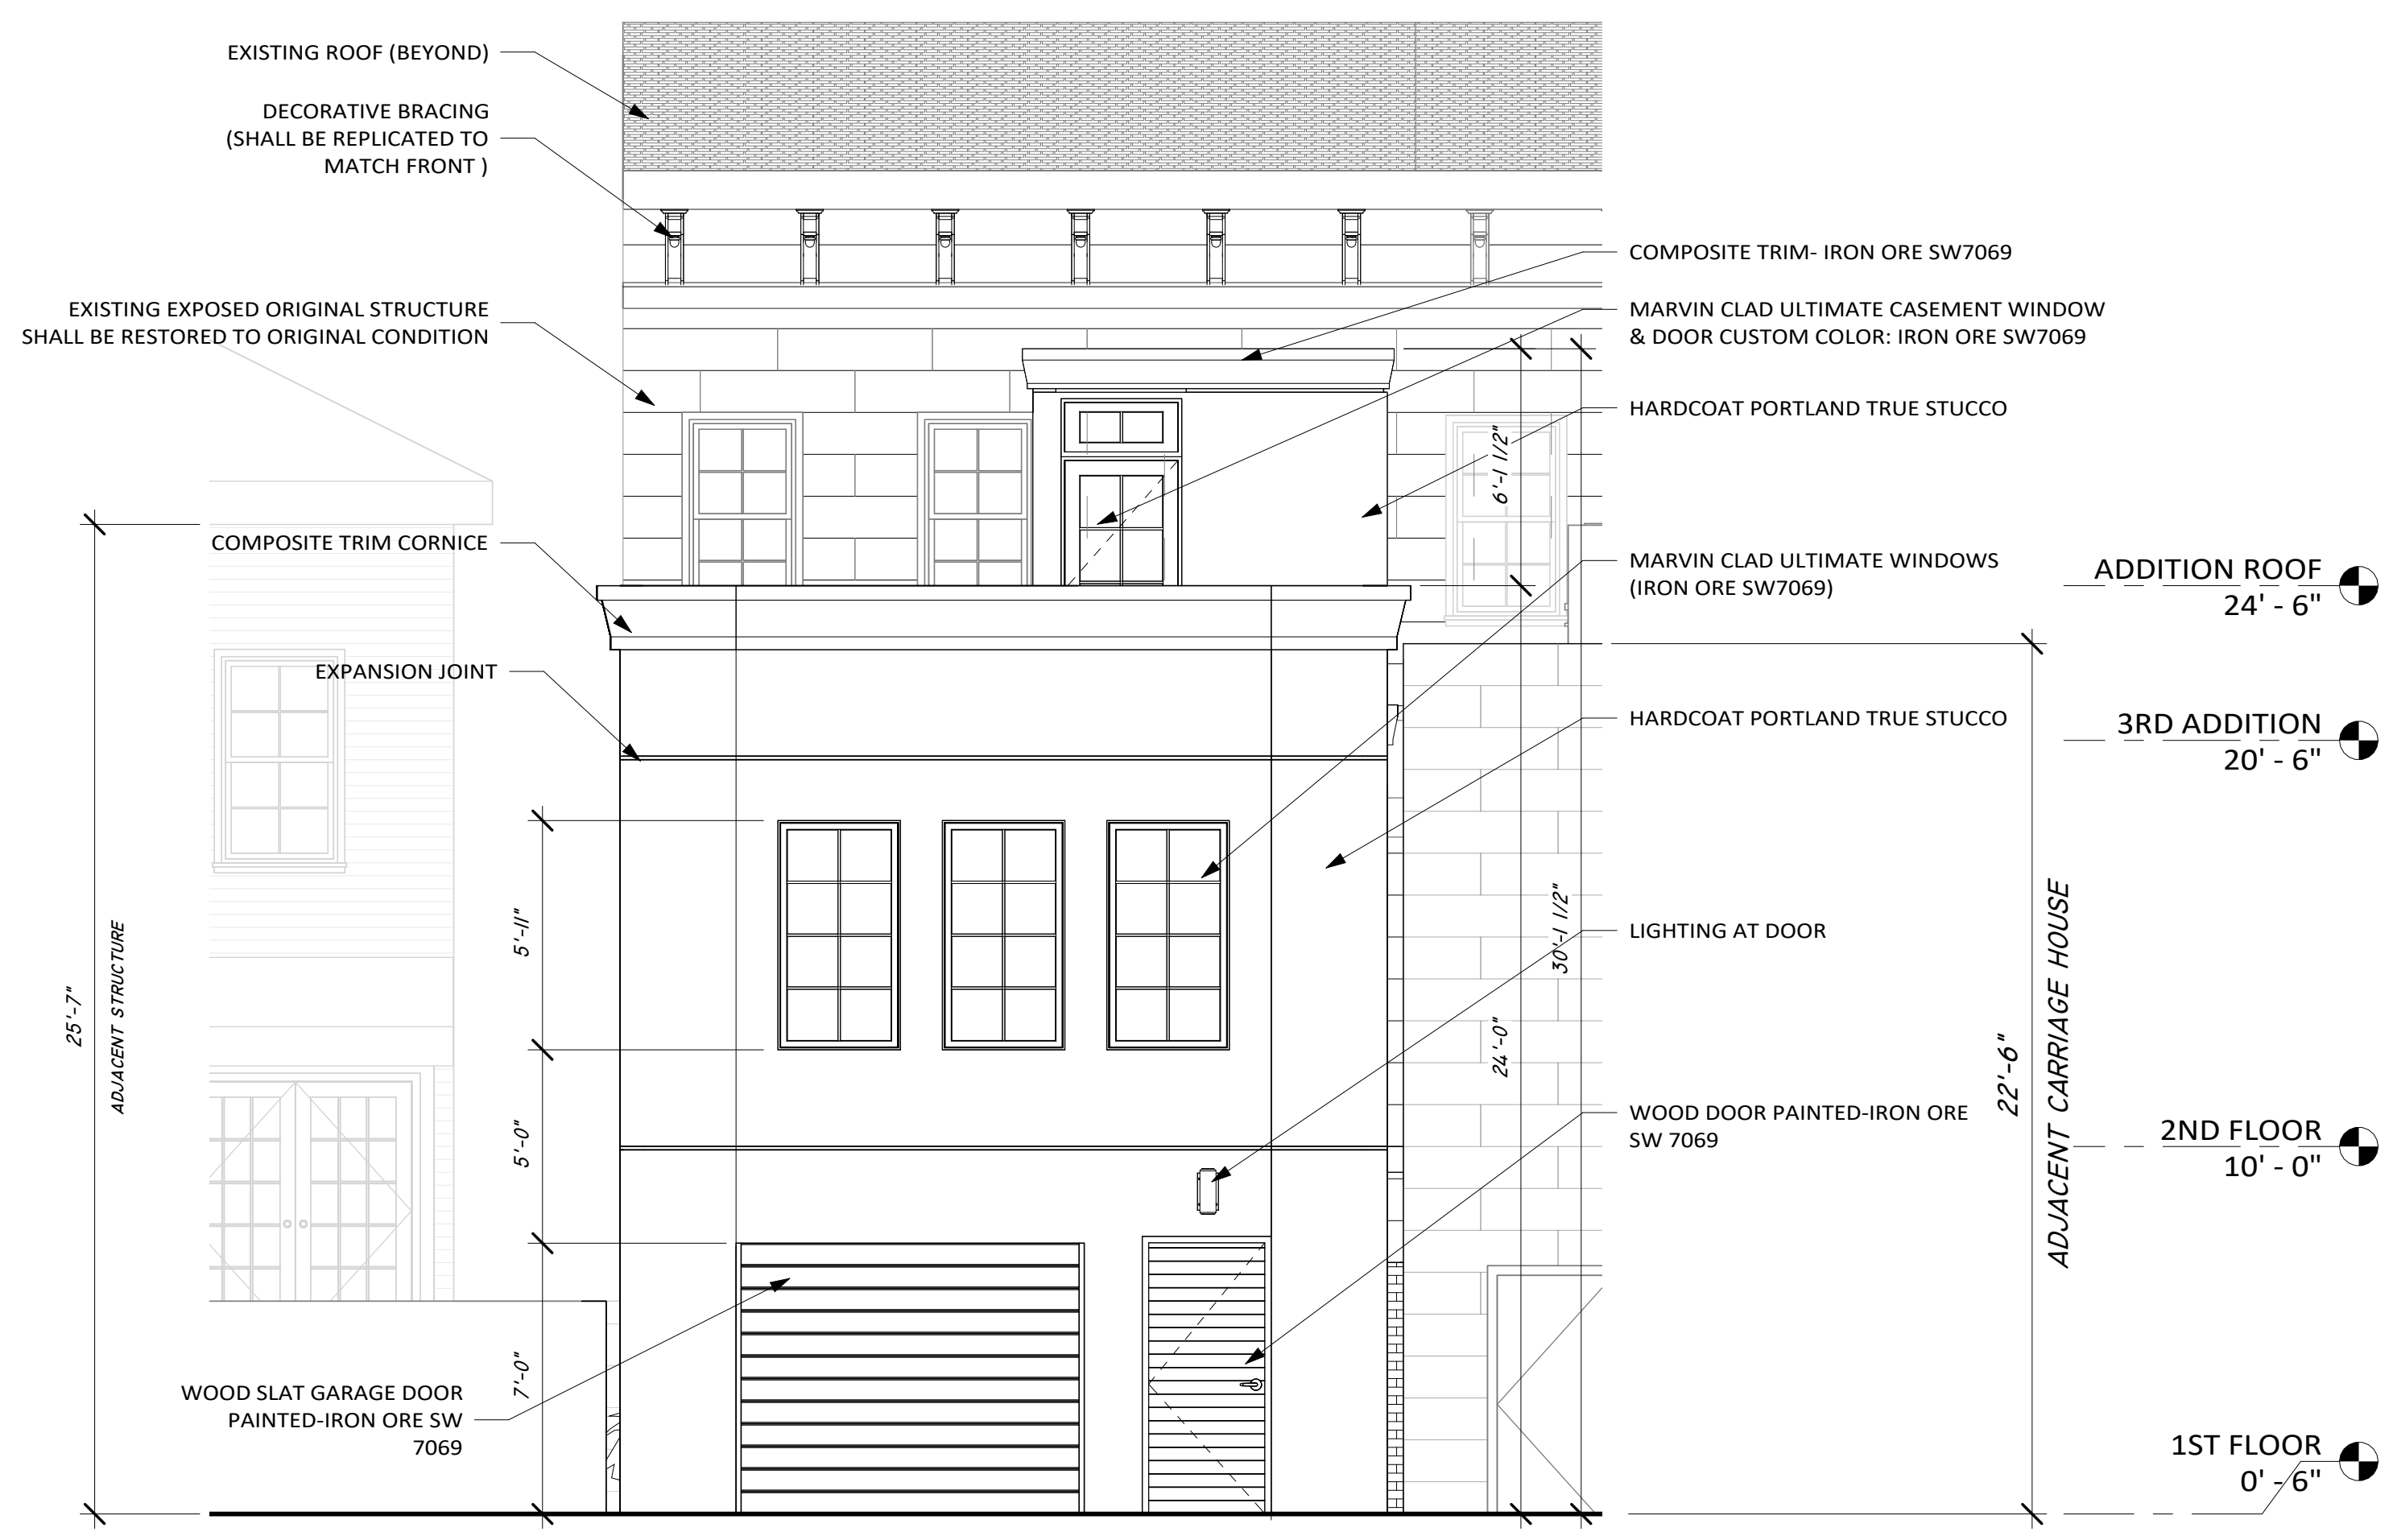 EXISTING ROOF (BEYOND)
DECORATIVE BRACING
(SHALL BE REPLICATED TO
MATCH FRONT )
EXISTING EXPOSED ORIGINAL STRUCTURE
SHALL BE RESTORED TO ORIGINAL CONDITION
COMPOSITE TRIM CORNICE
EXPANSION JOINT
25'-7"
ADJACENT STRUCTURE
5'-11"
5'-0"
7'-0"
WOOD SLAT GARAGE DOOR
PAINTED-IRON ORE SW
7069
COMPOSITE TRIM- IRON ORE SW7069
MARVIN CLAD ULTIMATE CASEMENT WINDOW
& DOOR CUSTOM COLOR: IRON ORE SW7069
HARDCOAT PORTLAND TRUE STUCCO
6'-1 1/2"
MARVIN CLAD ULTIMATE WINDOWS
(IRON ORE SW7069)
HARDCOAT PORTLAND TRUE STUCCO
30'-1 1/2"
LIGHTING AT DOOR
24'-0"
WOOD DOOR PAINTED-IRON ORE
SW 7069
22'-6"
ADJACENT CARRIAGE HOUSE
ADDITION ROOF
24' - 6"
3RD ADDITION
20' - 6"
2ND FLOOR
10' - 0"
1ST FLOOR
0' - 6"